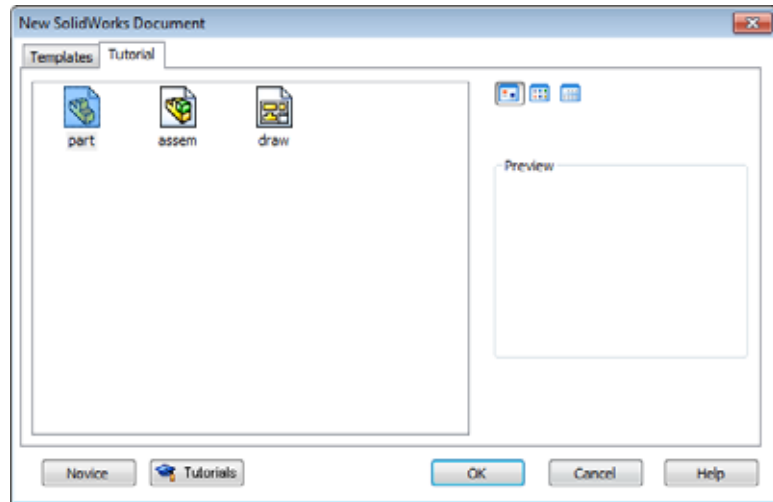 New SolidWorks Document
Templates Tutorial
part assem draw
Preview
Novice Tutorials OK Cancel Help